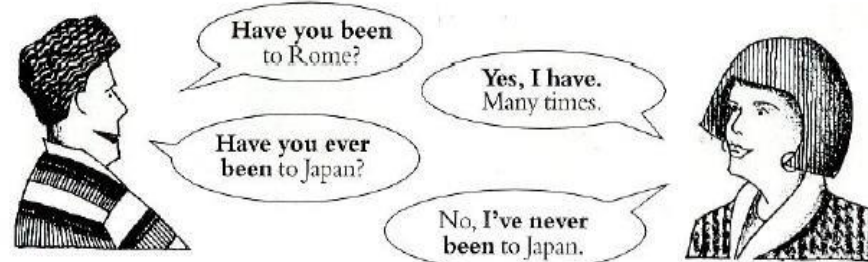 Have you been
to Rome?
Yes, I have.
Many times.
Have you ever
been to Japan?
No, I've never
been to Japan.